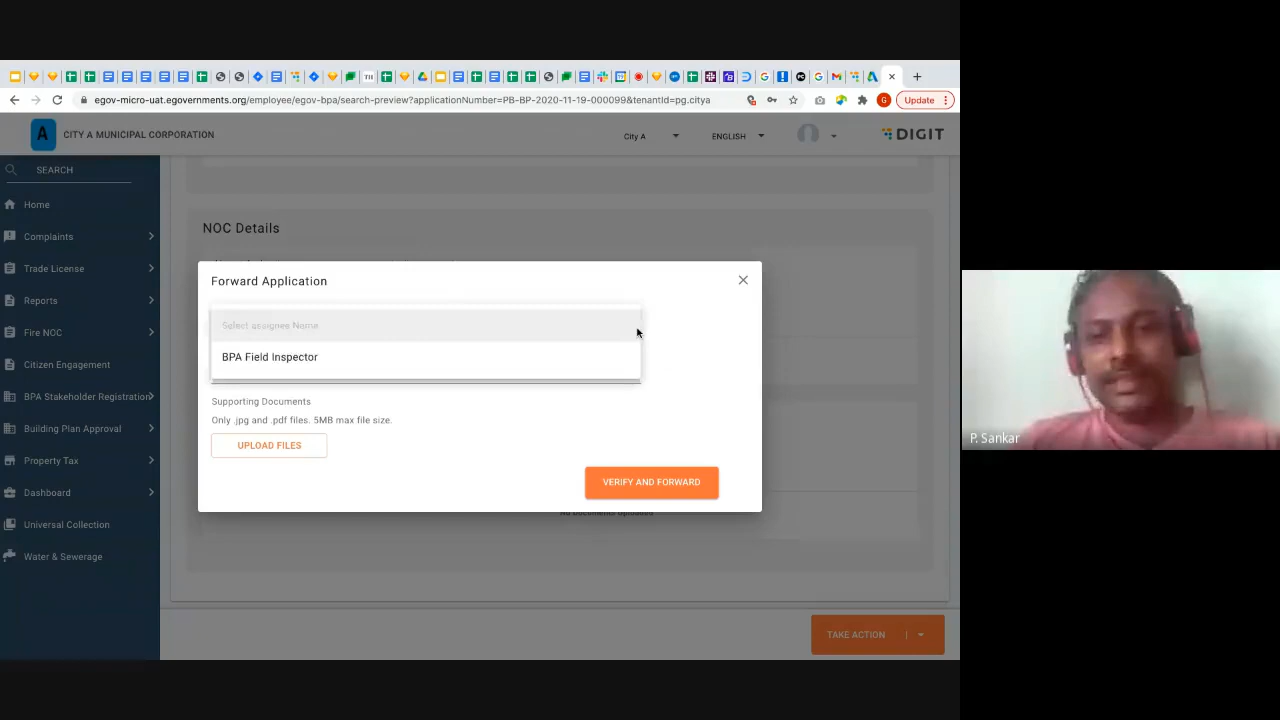 egov-micro-uat.egovernments.org/employee/egov-bpa/search-preview?applicationNumber=PB-BP-2020-11-19-000099&tenantId=pg.citya
G
Update
A
CITY A MUNICIPAL CORPORATION
City A
ENGLISH
DIGIT
SEARCH
Home
Complaints
Trade License
Reports
Fire NOC
Citizen Engagement
BPA Stakeholder Registration
Building Plan Approval
Property Tax
Dashboard
Universal Collection
Water & Sewerage
NOC Details
Forward Application
Select assignee Name
BPA Field Inspector
Supporting Documents
Only .jpg and .pdf files. 5MB max file size.
UPLOAD FILES
VERIFY AND FORWARD
No Documents Uploaded
TAKE ACTION
P. Sankar